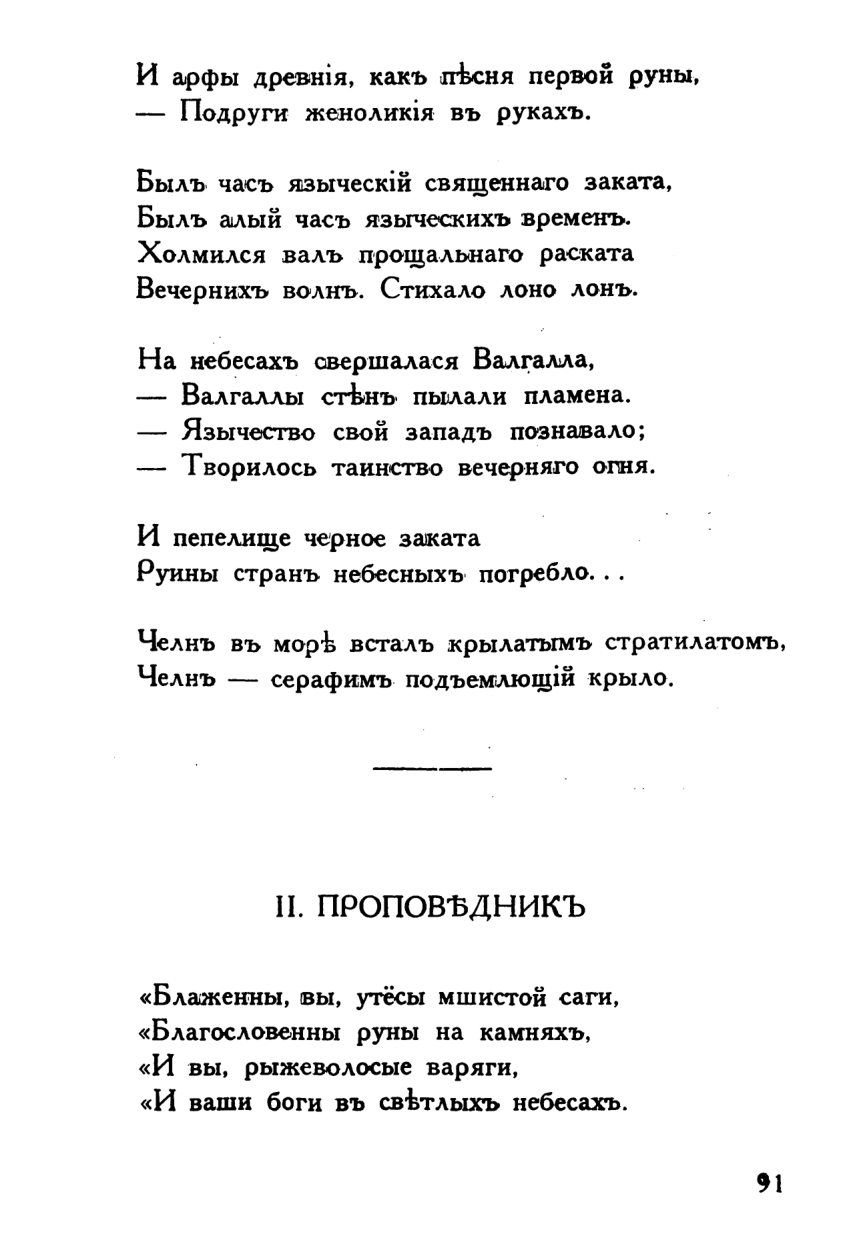 И арфы древнія, какъ пѣсня первой руны,
— Подруги женоликія въ рукахъ.
Былъ часъ языческій священнаго заката,
Былъ алый часъ языческихъ временъ.
Холмился валъ прощальнаго раската
Вечернихъ волнъ. Стихало лоно лонъ.
На небесахъ свершалася Валгалла,
— Валгаллы стѣнъ пылали пламена.
— Язычество свой западъ познавало;
— Творилось таинство вечерняго огня.
И пепелище черное заката
Руины странъ небесныхъ погребло...
Челнъ въ морѣ всталъ крылатымъ стратилатомъ,
Челнъ — серафимъ подъемлющій крыло.
II. ПРОПОВѢДНИКЪ
«Блаженны, вы, утёсы мшистой саги,
«Благословенны руны на камняхъ,
«И вы, рыжеволосые варяги,
«И ваши боги въ свѣтлыхъ небесахъ.
91